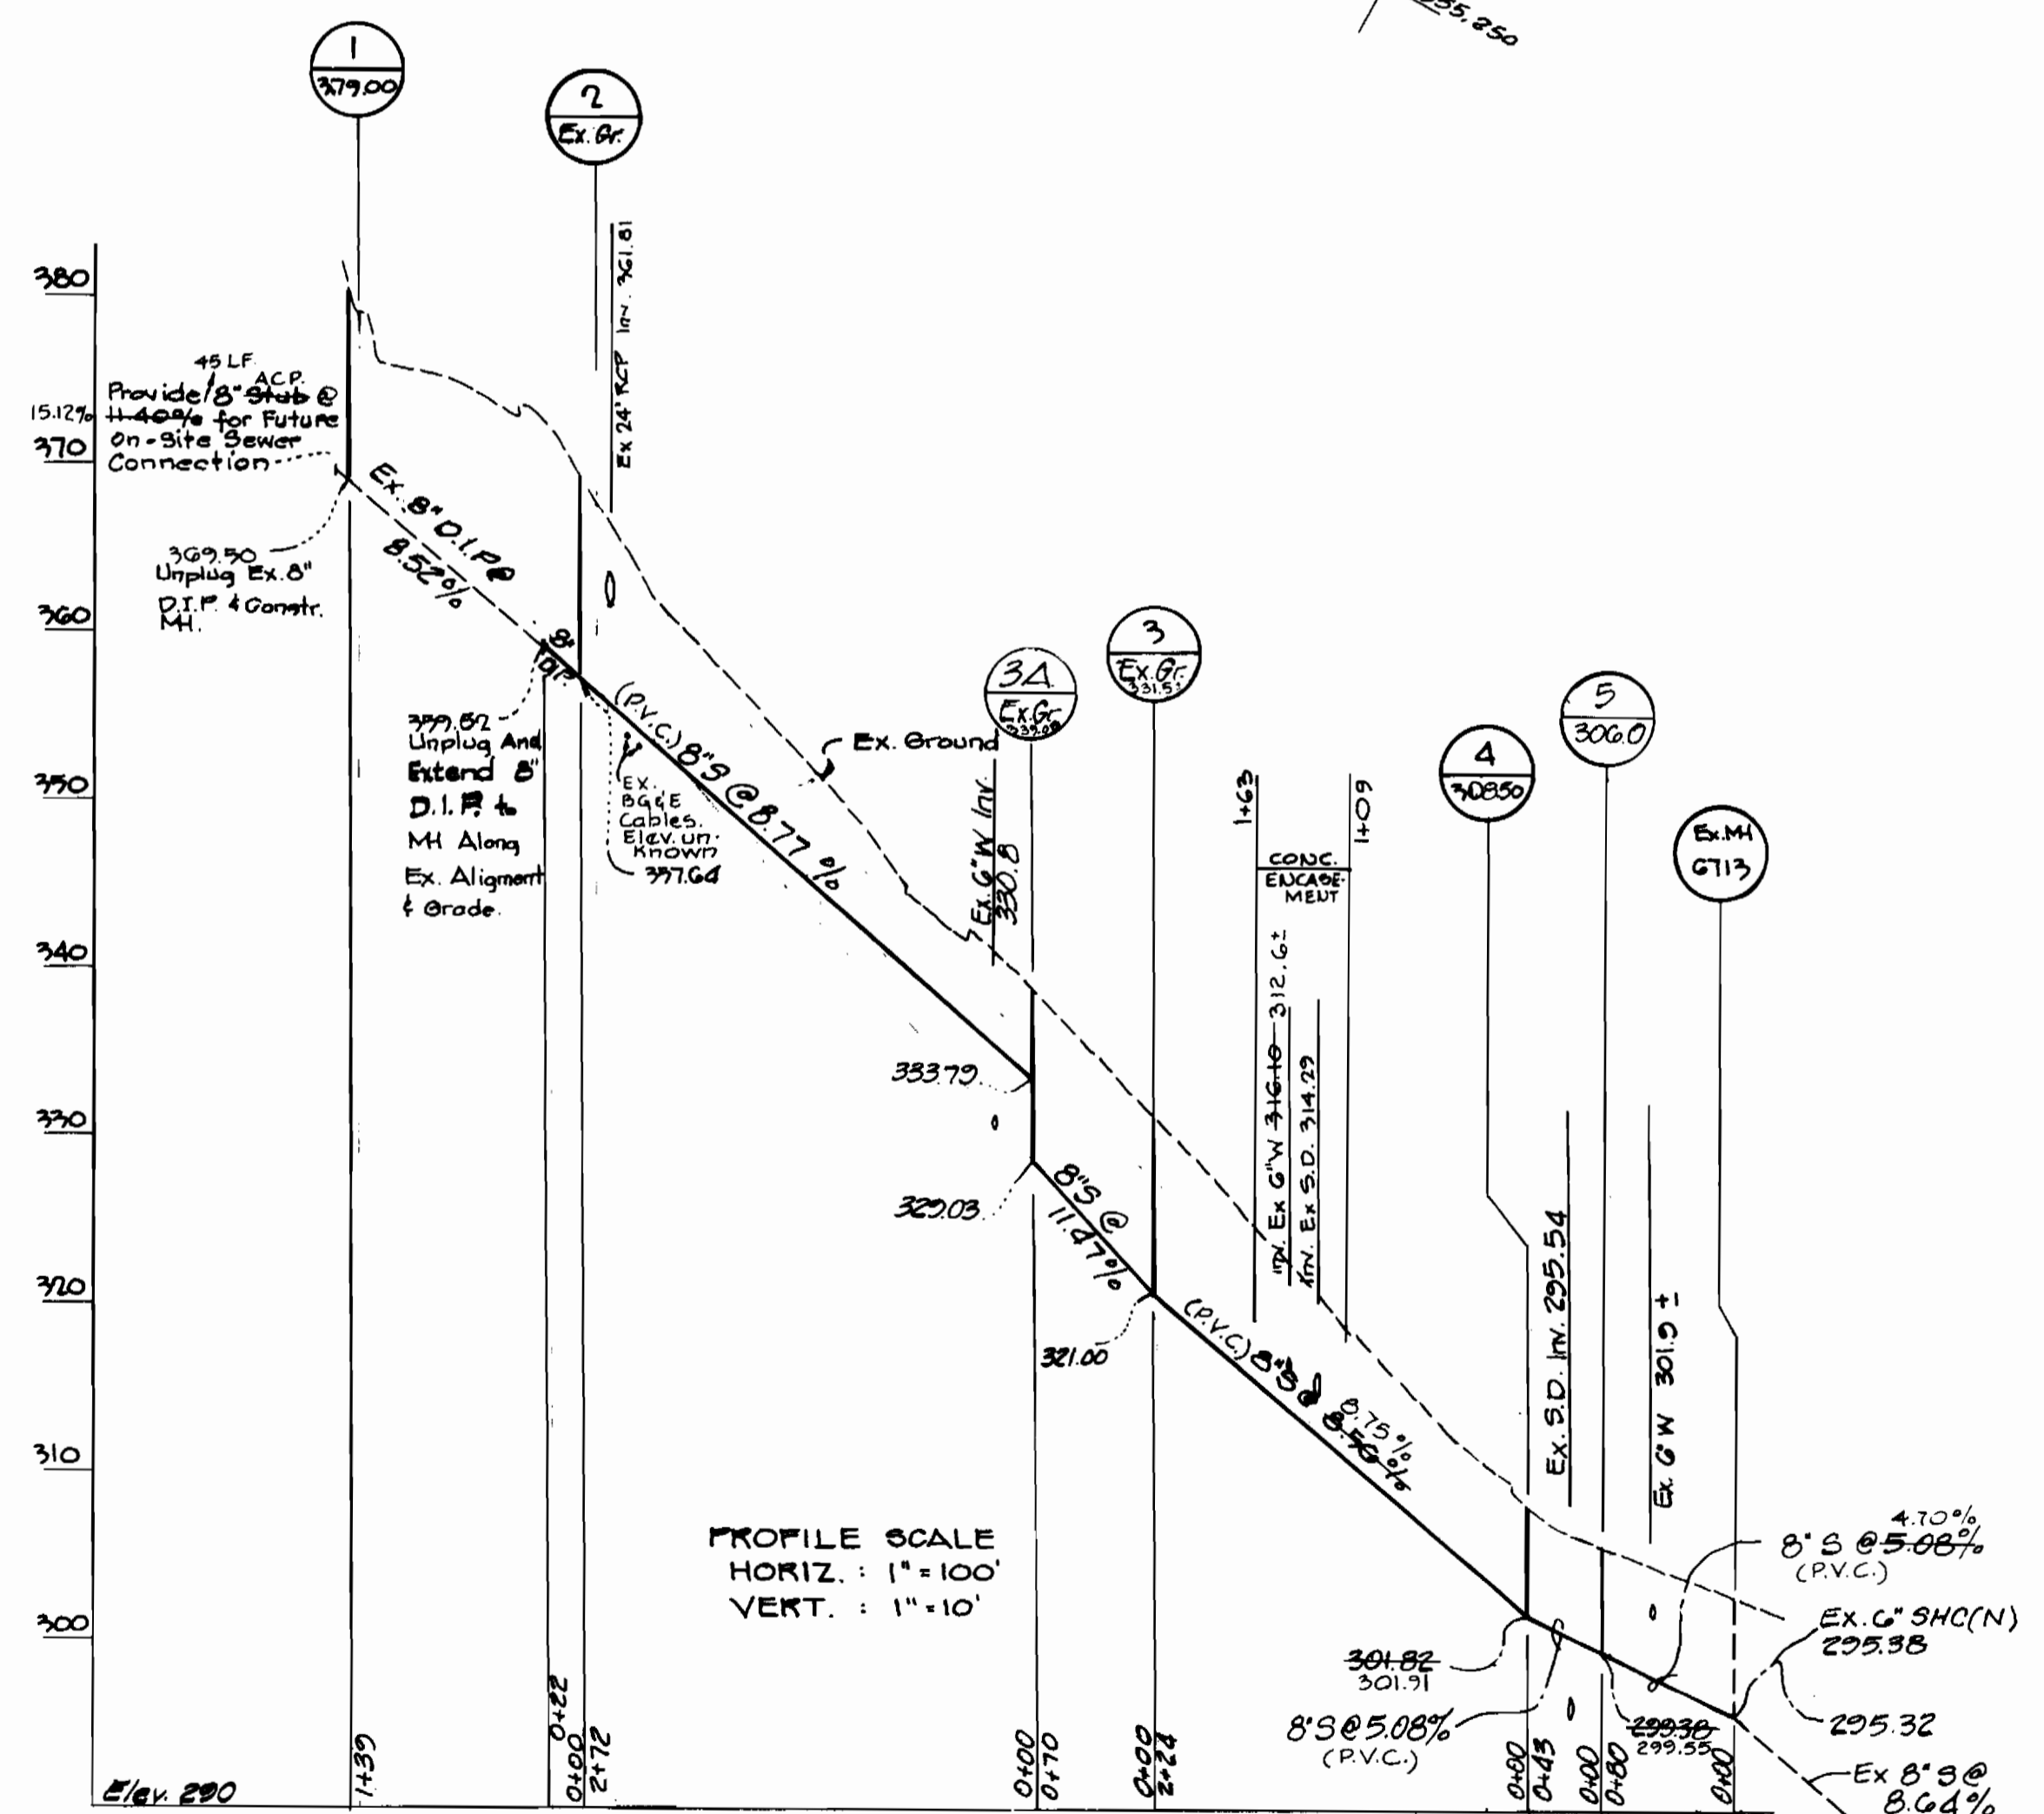 35,250
1
379.00
2
Ex. Gr.
Ex 24" RCP Inv. 361.81
380
370
360
350
340
330
320
310
300
Elev. 290
45 LF.
A.C.P.
Provide 8" Stub @
15.12% 11.40% for Future
On-Site Sewer
Connection
369.50
Unplug Ex. 8"
D.I.P. & Constr.
MH.
Ex. 8" D.I.P. @
8.52%
8"
D.I.P.
359.52
Unplug And
Extend 8"
D.I.P. to
MH Along
Ex. Aligment
& Grade.
(P.V.C.) 8"S @ 8.77 %
EX.
BG&E
Cables.
Elev. un-
known
357.64
Ex. Ground
Ex. 6" W Inv.
330.8
3A
Ex. Gr.
3
Ex. Gr.
331.5
333.79
329.03
8"S @
11.47%
321.00
1+63
1+09
CONC.
ENCASE-
MENT
Inv. Ex 6"W 316.10 312.6±
Inv. Ex S.D. 314.29
(P.V.C.) 8"S @ 8.56%
8.75%
4
308.50
5
306.0
Ex. MH
6713
Ex. S.D. Inv. 295.54
Ex. 6" W 301.9 ±
4.70%
8" S @ 5.08%
(P.V.C.)
Ex. 6" SHC(N)
295.38
295.32
Ex 8" S @
8.64%
301.82
301.91
8"S @ 5.08%
(P.V.C.)
299.38
299.55
PROFILE SCALE
HORIZ. : 1" = 100'
VERT. : 1" = 10'
1+39
0+22
0+00
2+72
0+00
0+70
0+00
2+24
0+00
0+43
0+00
0+80
0+00